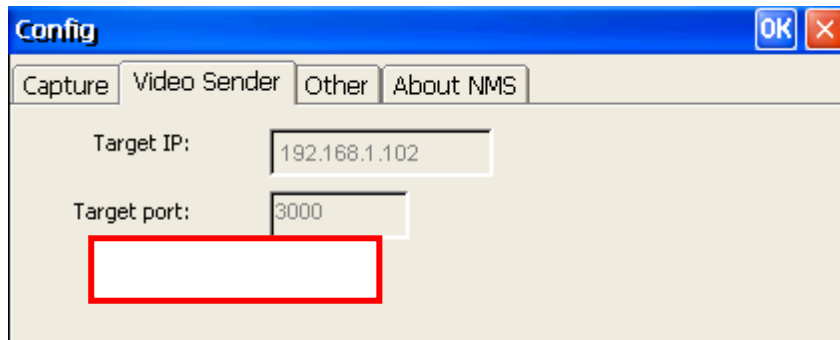 Config OK
Capture Video Sender Other About NMS
Target IP: 192.168.1.102
Target port: 3000